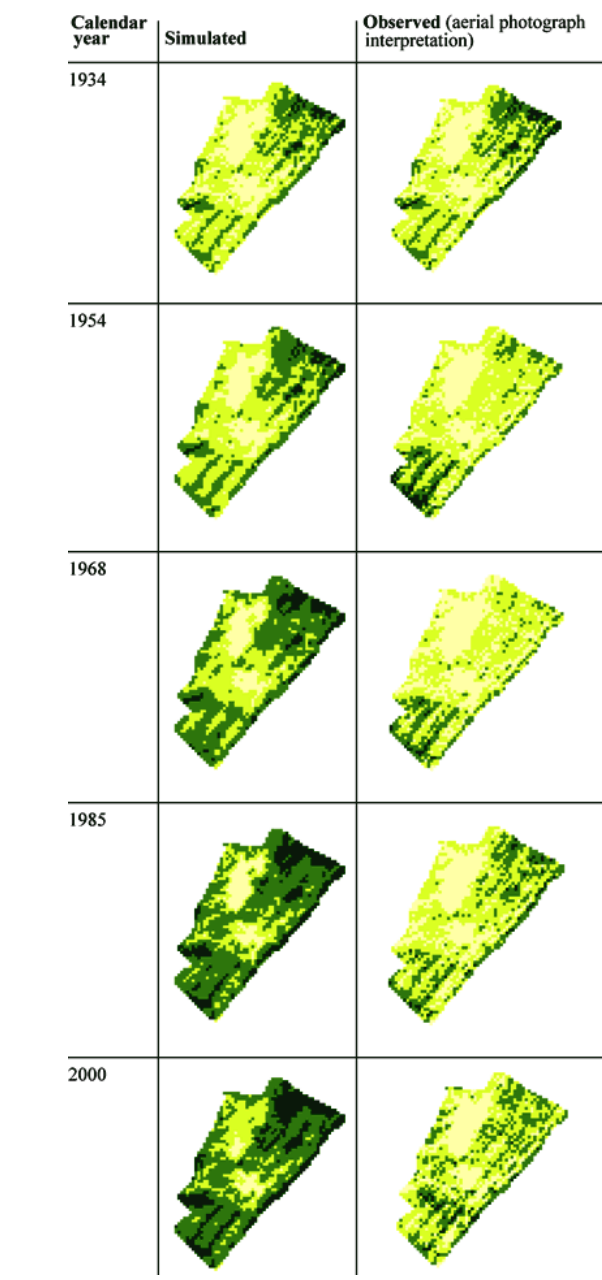 Calendar
year
Simulated
Observed (aerial photograph
interpretation)
1934
1954
1968
1985
2000